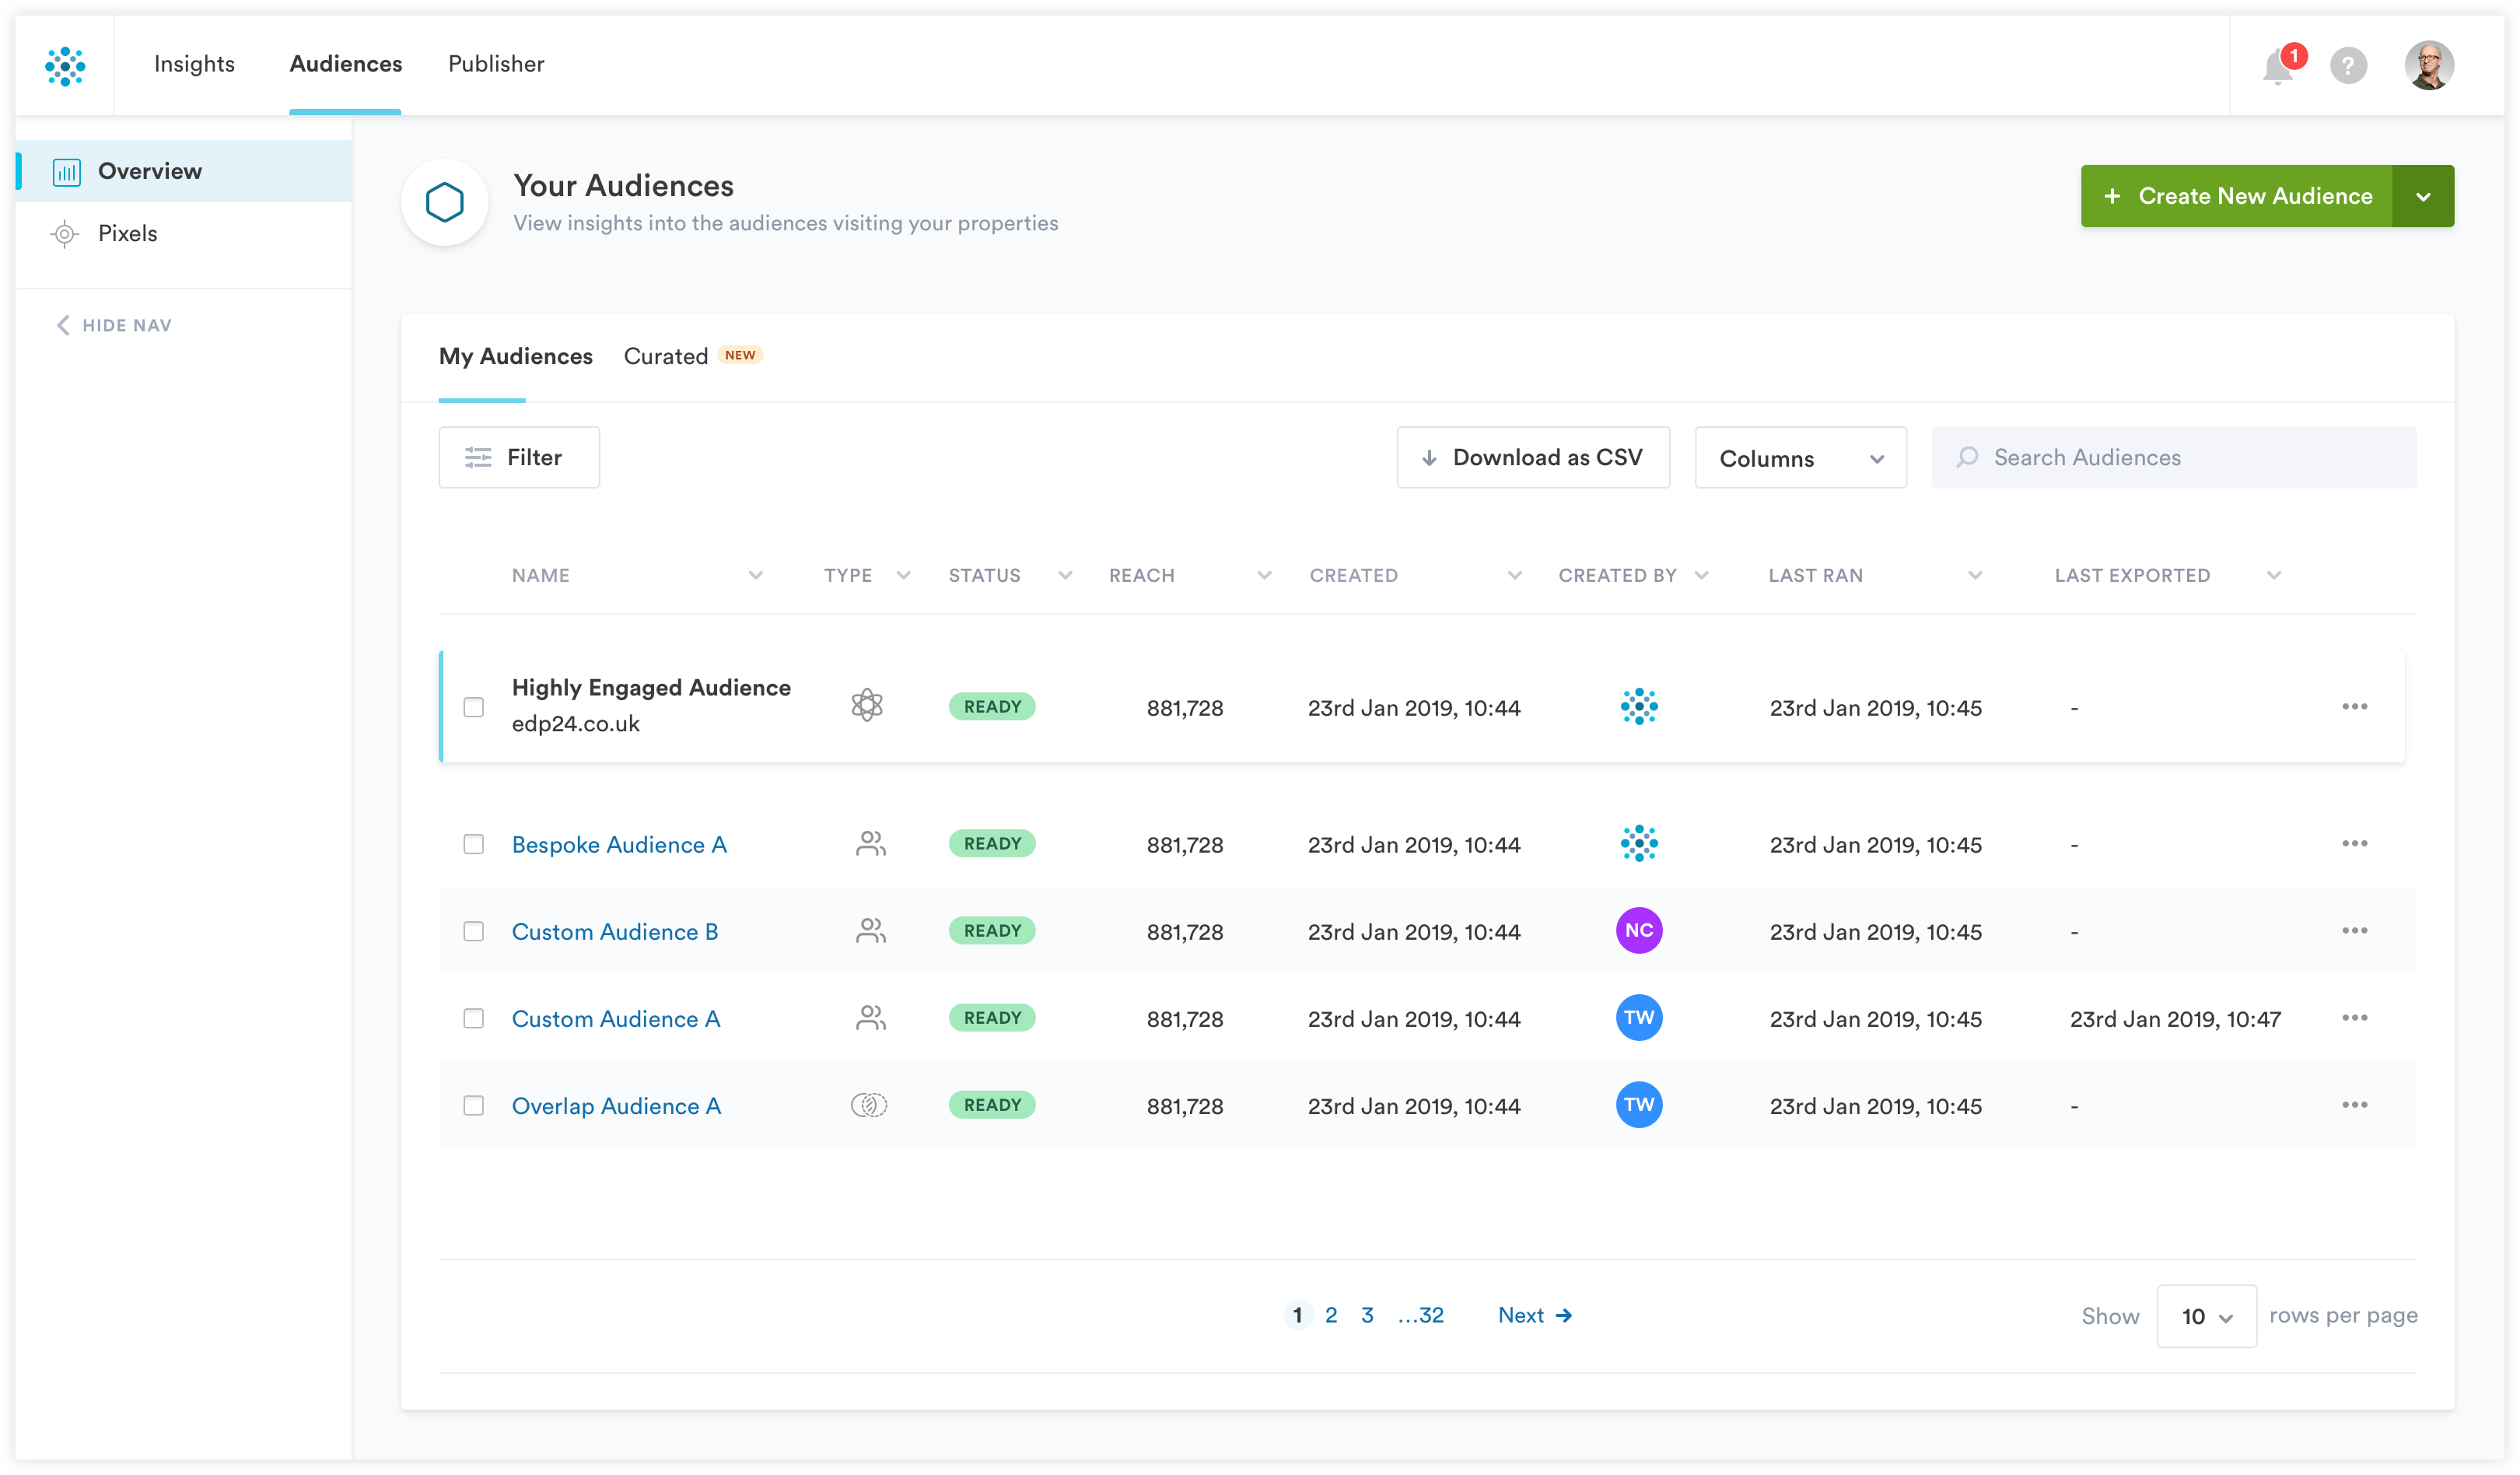 Insights Audiences Publisher 1 ?
Overview
Pixels
HIDE NAV
Your Audiences
View insights into the audiences visiting your properties
+ Create New Audience
My Audiences Curated NEW
Filter Download as CSV Columns Search Audiences
NAME TYPE STATUS REACH CREATED CREATED BY LAST RAN LAST EXPORTED
Highly Engaged Audience
edp24.co.uk
READY 881,728 23rd Jan 2019, 10:44 23rd Jan 2019, 10:45 - •••
Bespoke Audience A READY 881,728 23rd Jan 2019, 10:44 23rd Jan 2019, 10:45 - •••
Custom Audience B READY 881,728 23rd Jan 2019, 10:44 NC 23rd Jan 2019, 10:45 - •••
Custom Audience A READY 881,728 23rd Jan 2019, 10:44 TW 23rd Jan 2019, 10:45 23rd Jan 2019, 10:47 •••
Overlap Audience A READY 881,728 23rd Jan 2019, 10:44 TW 23rd Jan 2019, 10:45 - •••
1 2 3 ...32 Next → Show 10 rows per page